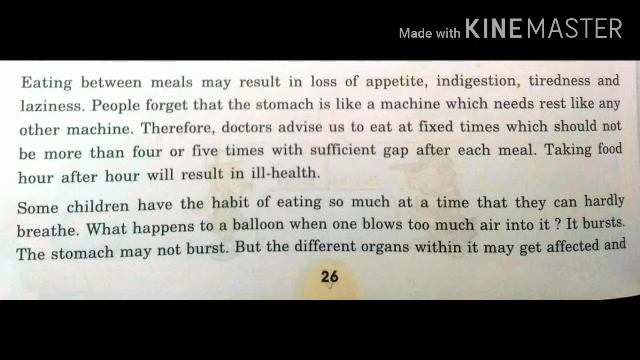 Made with KINEMASTER
Eating between meals may result in loss of appetite, indigestion, tiredness and
laziness. People forget that the stomach is like a machine which needs rest like any
other machine. Therefore, doctors advise us to eat at fixed times which should not
be more than four or five times with sufficient gap after each meal. Taking food
hour after hour will result in ill-health.
Some children have the habit of eating so much at a time that they can hardly
breathe. What happens to a balloon when one blows too much air into it ? It bursts.
The stomach may not burst. But the different organs within it may get affected and
26